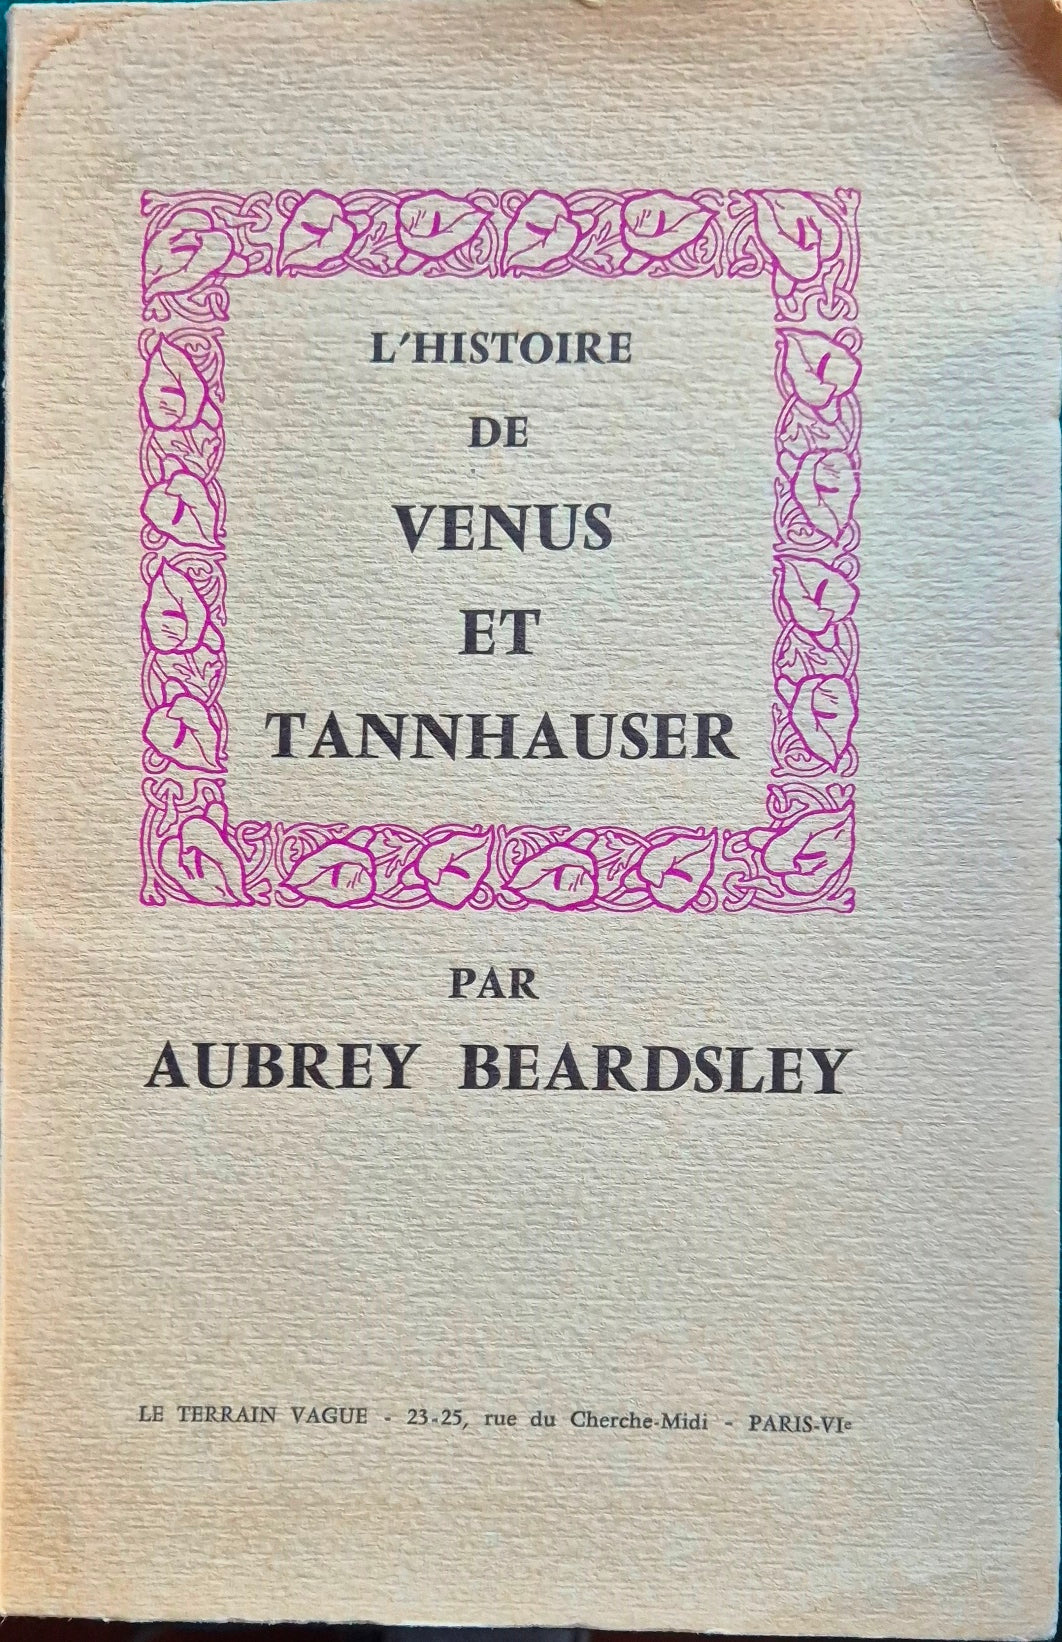 L'HISTOIRE
DE
VENUS
ET
TANNHAUSER
PAR
AUBREY BEARDSLEY
LE TERRAIN VAGUE - 23-25, rue du Cherche-Midi - PARIS-VIe